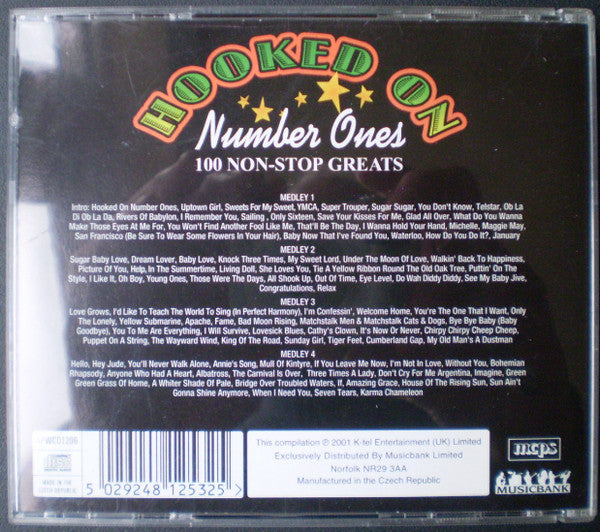 HOOKED ON
Number Ones
100 NON-STOP GREATS
MEDLEY 1
Intro: Hooked On Number Ones, Uptown Girl, Sweets For My Sweet, YMCA, Super Trouper, Sugar Sugar, You Don't Know, Telstar, Ob La
Di Ob La Da, Rivers Of Babylon, I Remember You, Sailing , Only Sixteen, Save Your Kisses For Me, Glad All Over, What Do You Wanna
Make Those Eyes At Me For, You Won't Find Another Fool Like Me, That'll Be The Day, I Wanna Hold Your Hand, Michelle, Maggie May,
San Francisco (Be Sure To Wear Some Flowers In Your Hair), Baby Now That I've Found You, Waterloo, How Do You Do It?, January
MEDLEY 2
Sugar Baby Love, Dream Lover, Baby Love, Knock Three Times, My Sweet Lord, Under The Moon Of Love, Walkin' Back To Happiness,
Picture Of You, Help, In The Summertime, Living Doll, She Loves You, Tie A Yellow Ribbon Round The Old Oak Tree, Puttin' On The
Style, I Like It, Oh Boy, Young Ones, Those Were The Days, All Shook Up, Out Of Time, Eye Level, Do Wah Diddy Diddy, See My Baby Jive,
Congratulations, Relax
MEDLEY 3
Love Grows, I'd Like To Teach The World To Sing (In Perfect Harmony), I'm Confessin', Welcome Home, You're The One That I Want, Only
The Lonely, Yellow Submarine, Apache, Fame, Bad Moon Rising, Matchstalk Men & Matchstalk Cats & Dogs, Bye Bye Baby (Baby
Goodbye), You To Me Are Everything, I Will Survive, Lovesick Blues, Cathy's Clown, It's Now Or Never, Chirpy Chirpy Cheep Cheep,
Puppet On A String, The Wayward Wind, King Of The Road, Sunday Girl, Tiger Feet, Cumberland Gap, My Old Man's A Dustman
MEDLEY 4
Hello, Hey Jude, You'll Never Walk Alone, Annie's Song, Mull Of Kintyre, If You Leave Me Now, I'm Not In Love, Without You, Bohemian
Rhapsody, Anyone Who Had A Heart, Albatross, The Carnival Is Over, Three Times A Lady, Don't Cry For Me Argentina, Imagine, Green
Green Grass Of Home, A Whiter Shade Of Pale, Bridge Over Troubled Waters, If, Amazing Grace, House Of The Rising Sun, Sun Ain't
Gonna Shine Anymore, When I Need You, Seven Tears, Karma Chameleon
APWCD1206
COMPACT disc DIGITAL AUDIO
MADE IN THE
CZECH REPUBLIC
5 029248 125325 >
This compilation ℗ 2001 K-tel Entertainment (UK) Limited
Exclusively Distributed By Musicbank Limited
Norfolk NR29 3AA
Manufactured in the Czech Republic
mcps
MUSICBANK